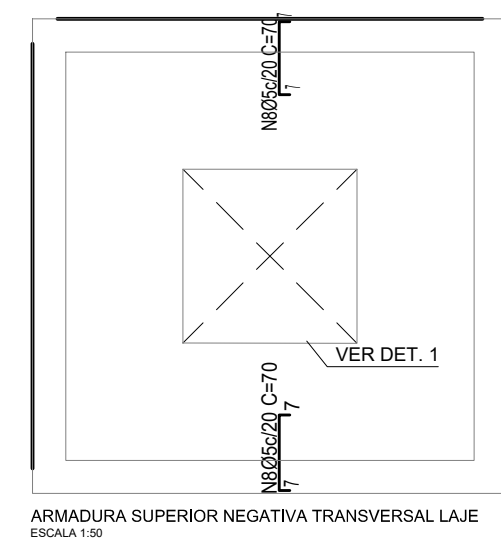 7
N8Ø5c/20 C=70
7
VER DET. 1
N8Ø5c/20 C=70
7
7
ARMADURA SUPERIOR NEGATIVA TRANSVERSAL LAJE
ESCALA 1:50